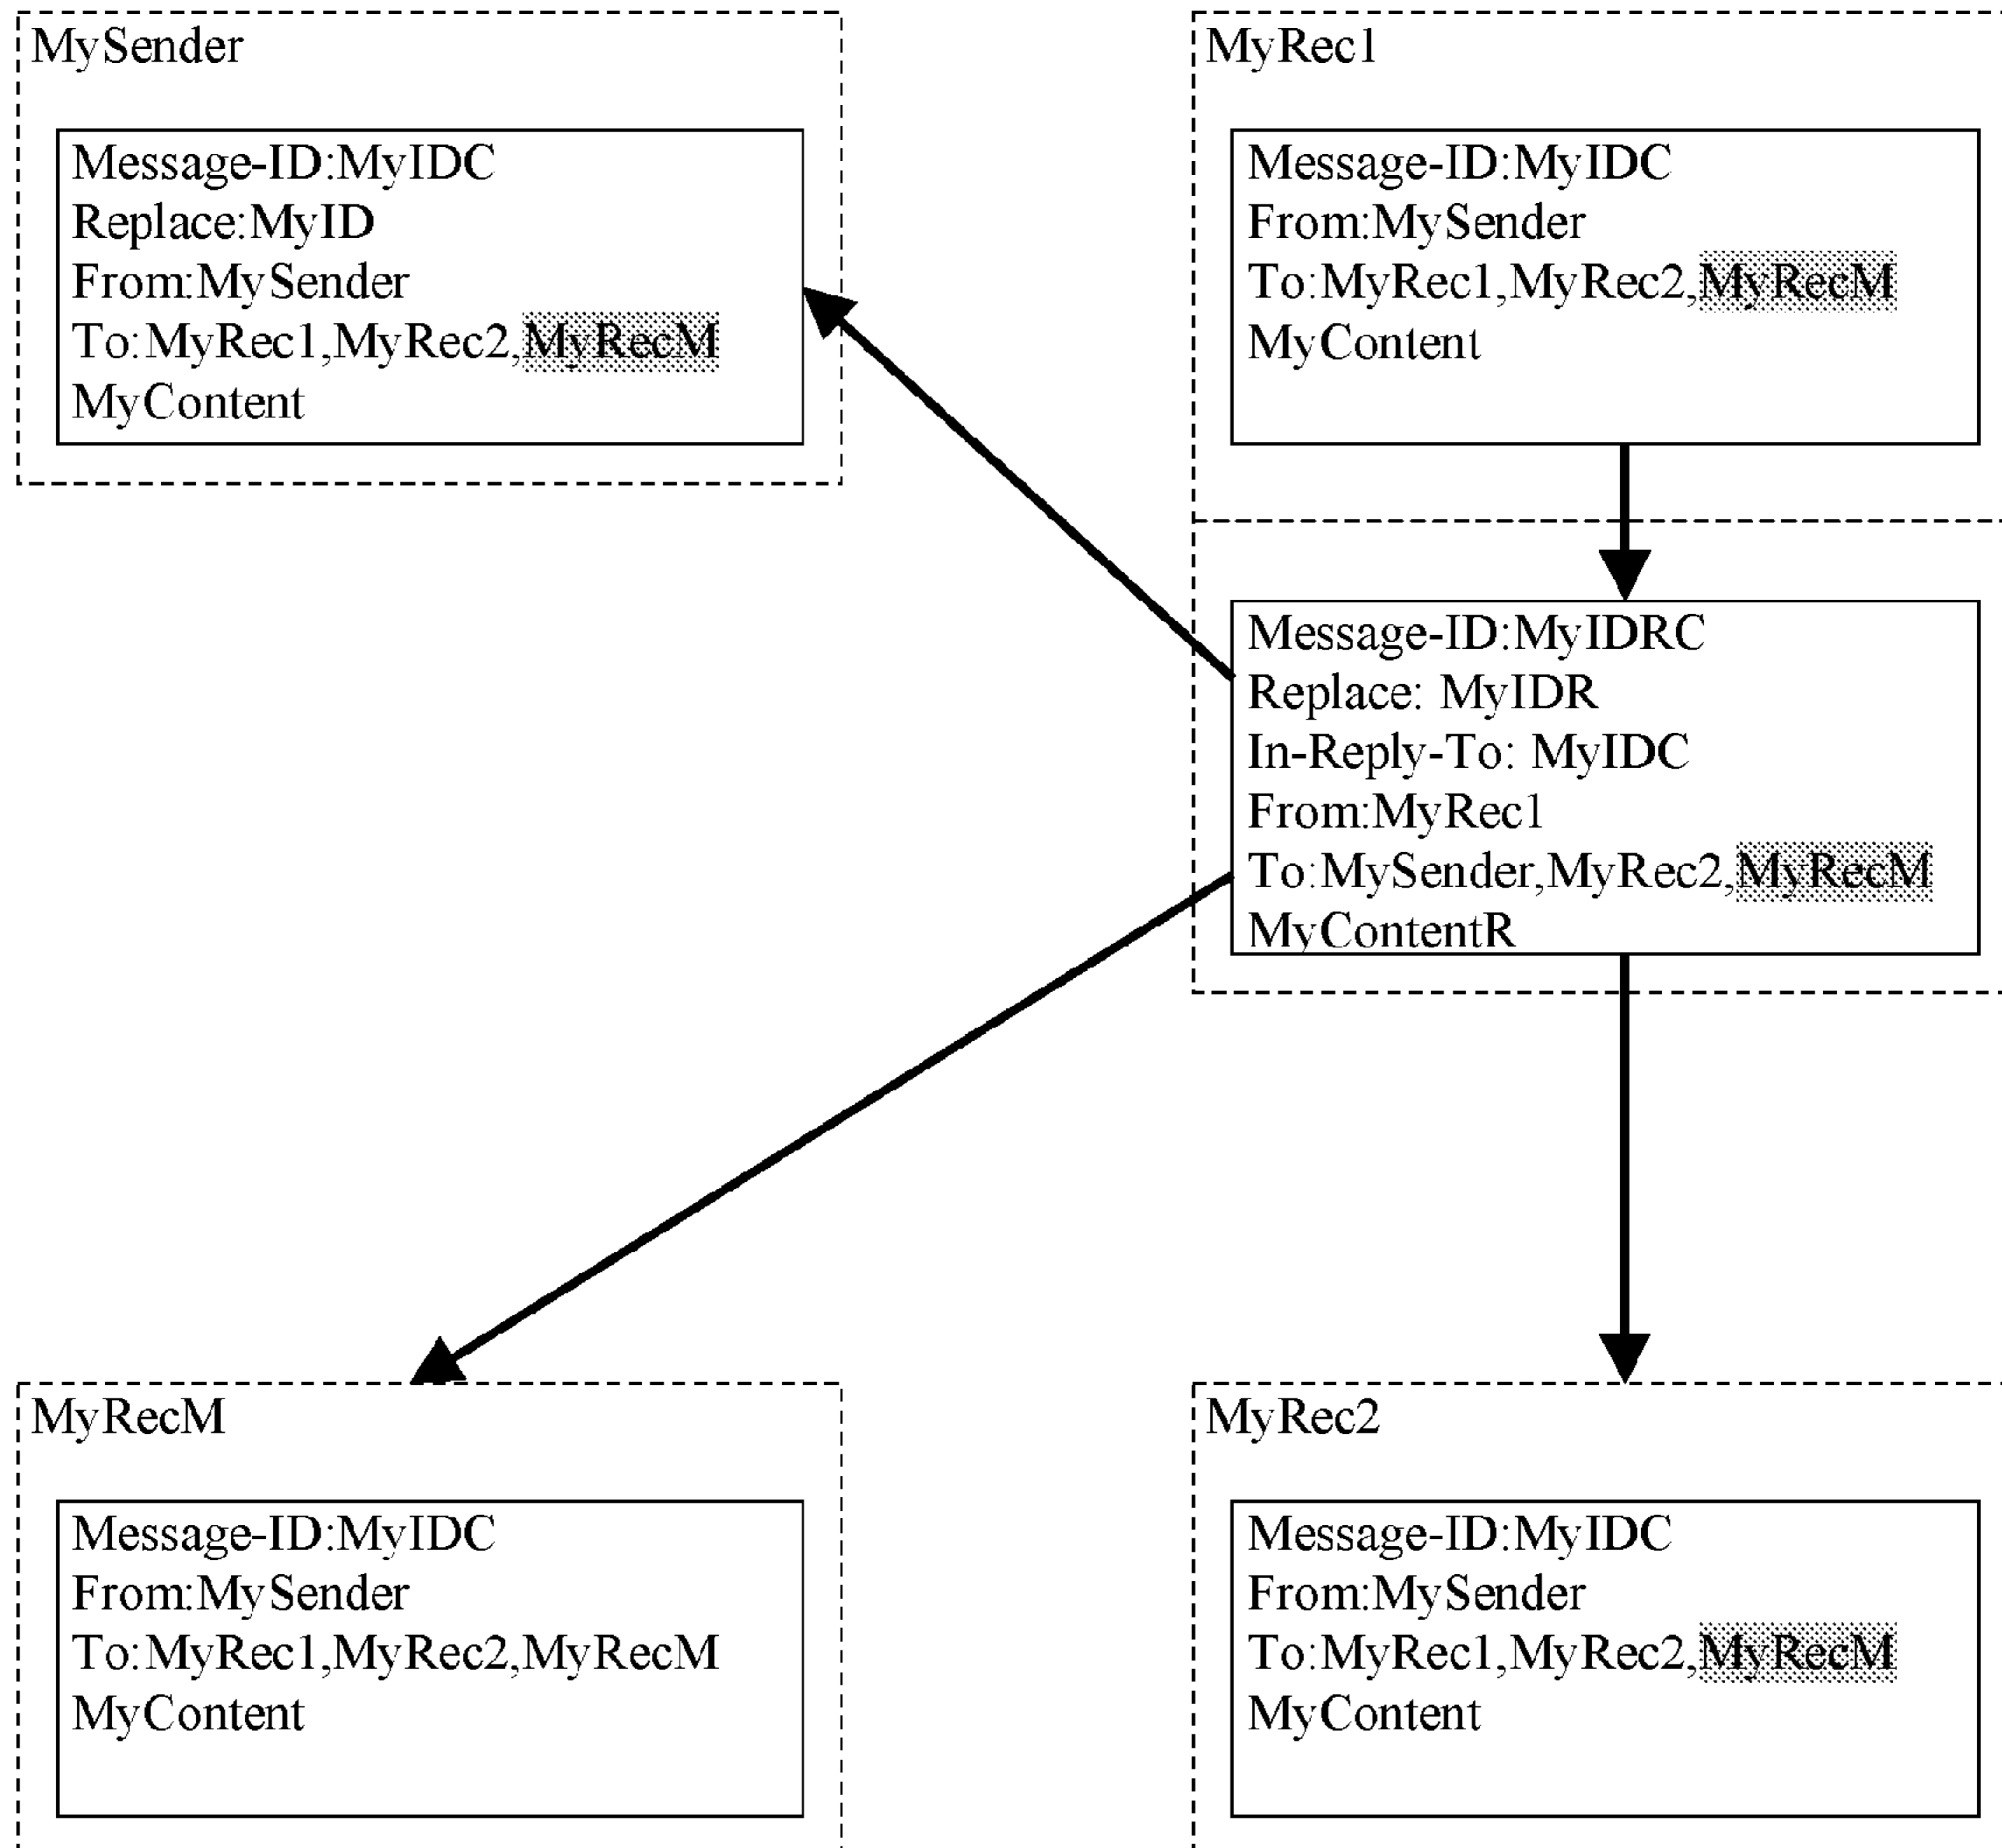 MySender
Message-ID:MyIDC
Replace:MyID
From:MySender
To:MyRec1,MyRec2,MyRecM
MyContent
MyRec1
Message-ID:MyIDC
From:MySender
To:MyRec1,MyRec2,MyRecM
MyContent
Message-ID:MyIDRC
Replace: MyIDR
In-Reply-To: MyIDC
From:MyRec1
To:MySender,MyRec2,MyRecM
MyContentR
MyRecM
Message-ID:MyIDC
From:MySender
To:MyRec1,MyRec2,MyRecM
MyContent
MyRec2
Message-ID:MyIDC
From:MySender
To:MyRec1,MyRec2,MyRecM
MyContent